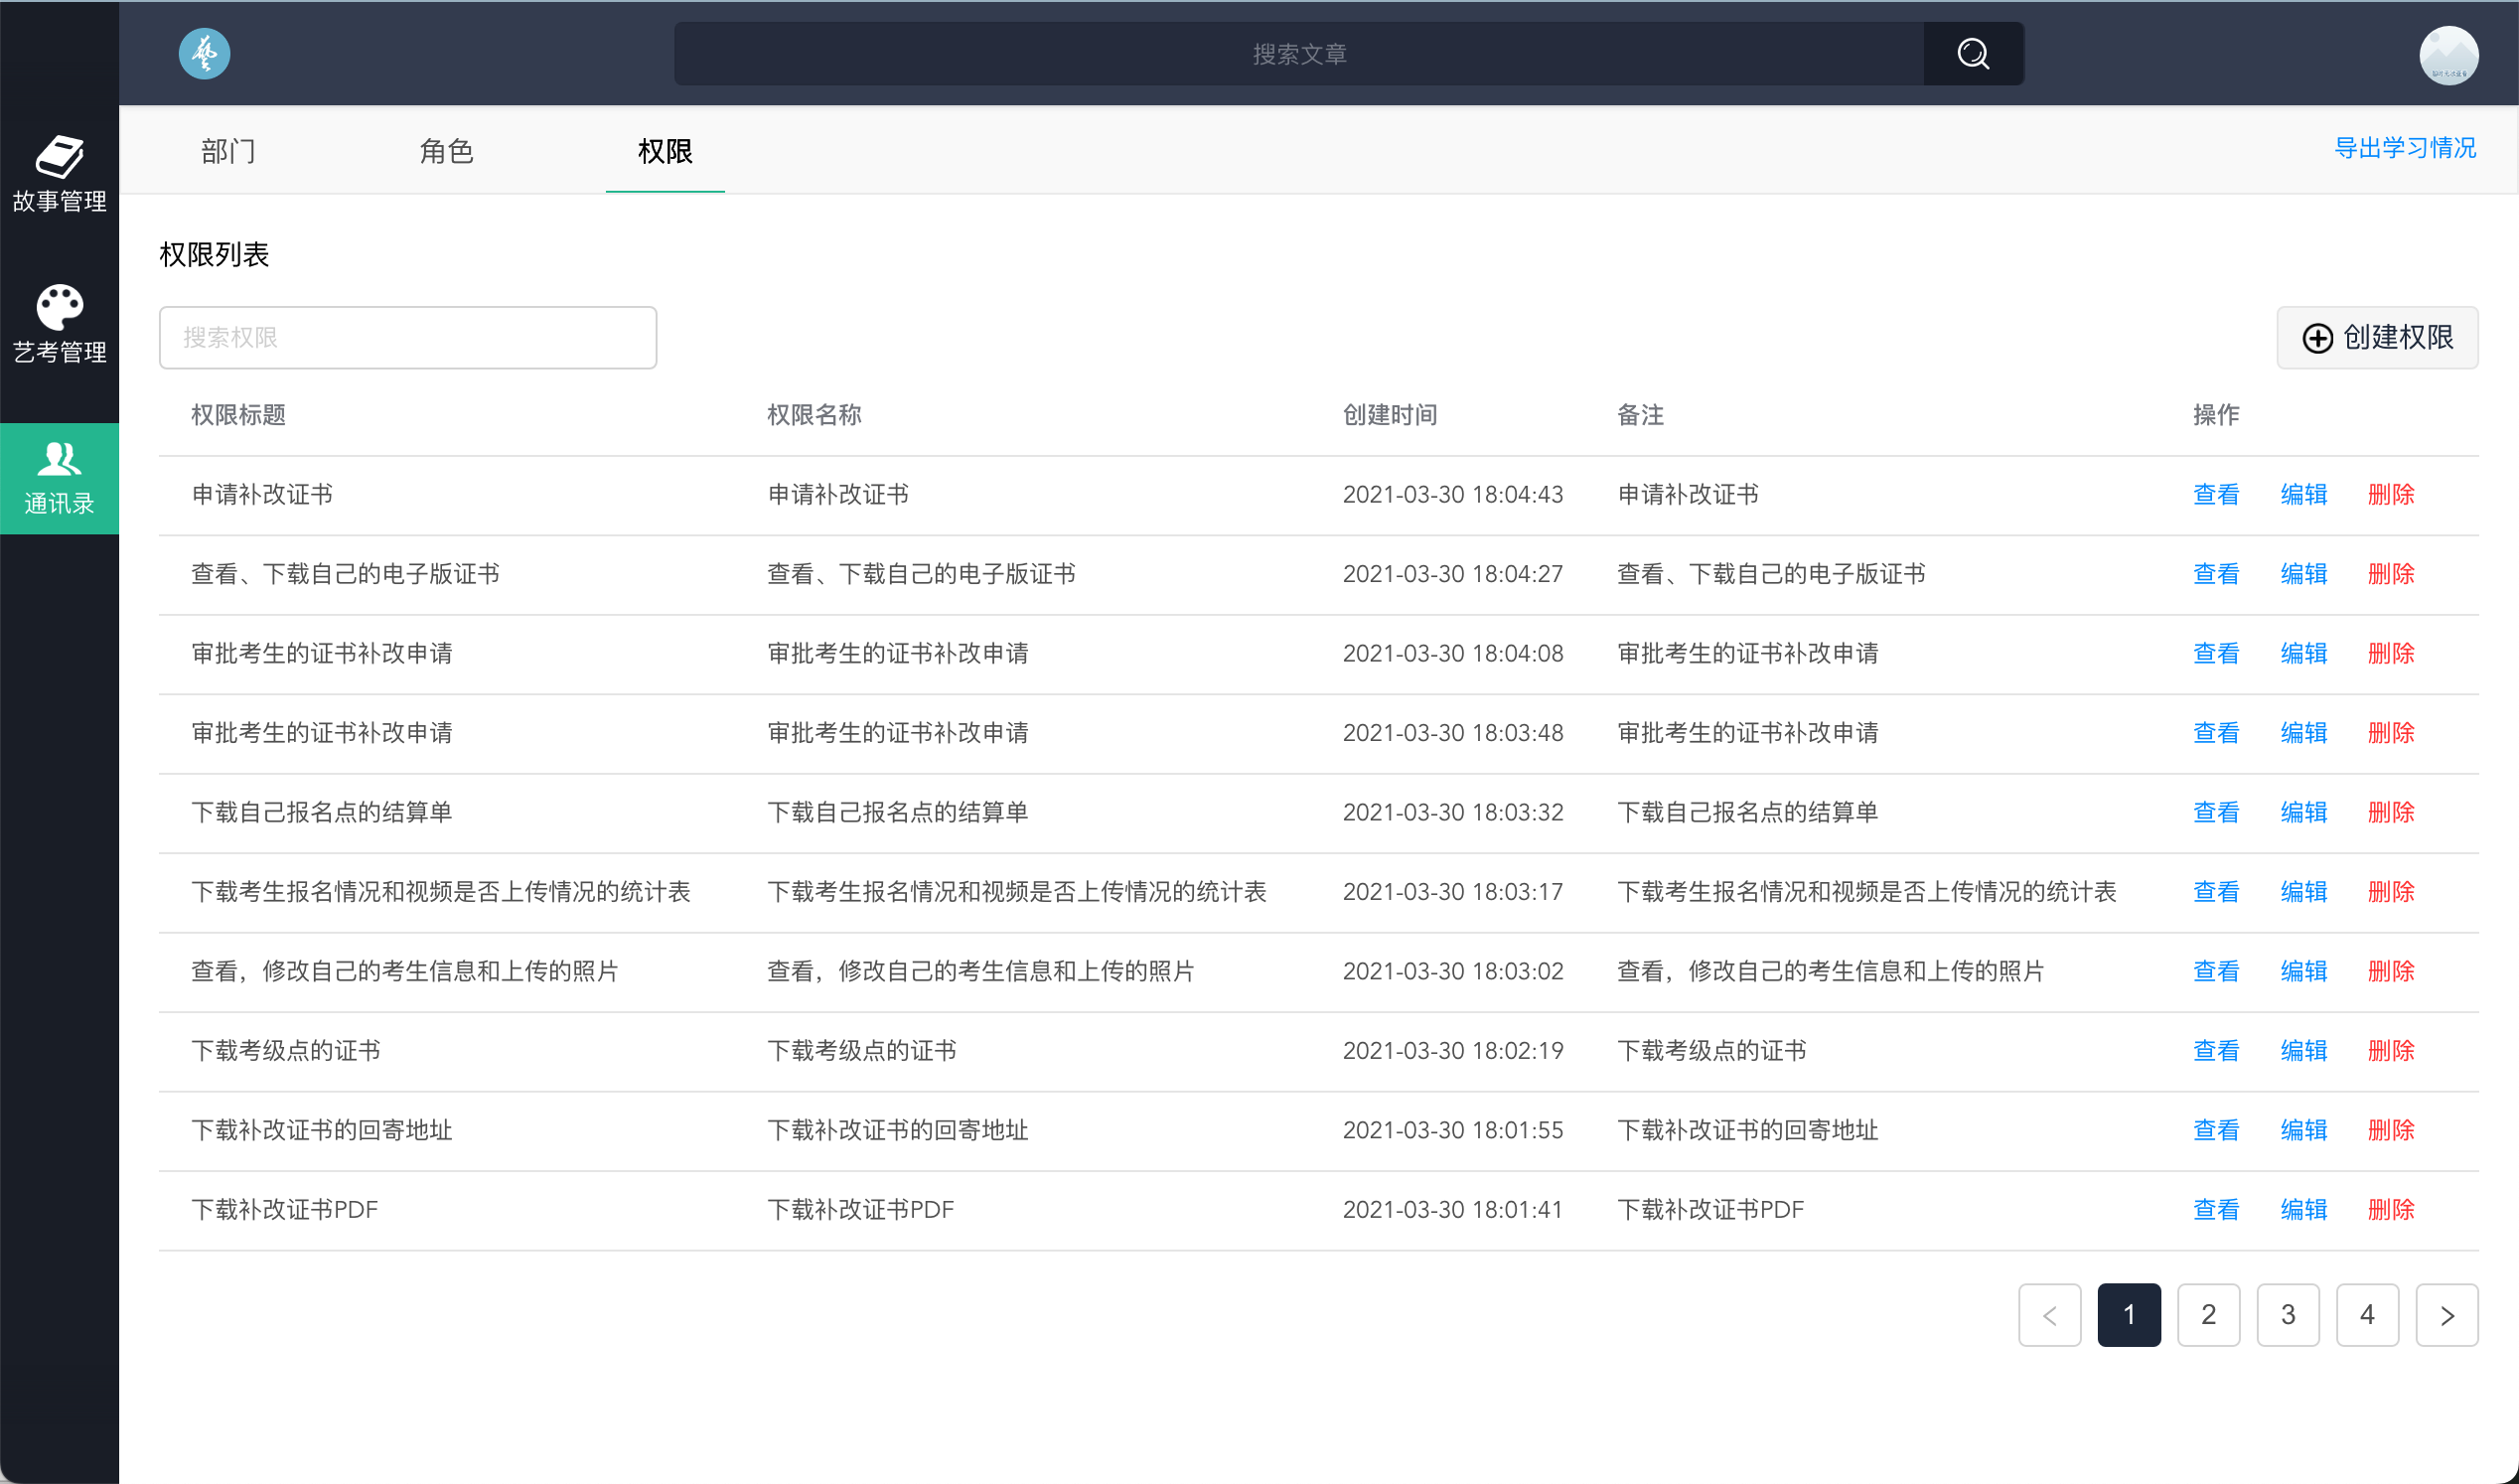 搜索文章
故事管理
艺考管理
通讯录
部门 角色 权限 导出学习情况
权限列表
搜索权限 创建权限
权限标题 权限名称 创建时间 备注 操作
申请补改证书 申请补改证书 2021-03-30 18:04:43 申请补改证书 查看 编辑 删除
查看、下载自己的电子版证书 查看、下载自己的电子版证书 2021-03-30 18:04:27 查看、下载自己的电子版证书 查看 编辑 删除
审批考生的证书补改申请 审批考生的证书补改申请 2021-03-30 18:04:08 审批考生的证书补改申请 查看 编辑 删除
审批考生的证书补改申请 审批考生的证书补改申请 2021-03-30 18:03:48 审批考生的证书补改申请 查看 编辑 删除
下载自己报名点的结算单 下载自己报名点的结算单 2021-03-30 18:03:32 下载自己报名点的结算单 查看 编辑 删除
下载考生报名情况和视频是否上传情况的统计表 下载考生报名情况和视频是否上传情况的统计表 2021-03-30 18:03:17 下载考生报名情况和视频是否上传情况的统计表 查看 编辑 删除
查看，修改自己的考生信息和上传的照片 查看，修改自己的考生信息和上传的照片 2021-03-30 18:03:02 查看，修改自己的考生信息和上传的照片 查看 编辑 删除
下载考级点的证书 下载考级点的证书 2021-03-30 18:02:19 下载考级点的证书 查看 编辑 删除
下载补改证书的回寄地址 下载补改证书的回寄地址 2021-03-30 18:01:55 下载补改证书的回寄地址 查看 编辑 删除
下载补改证书PDF 下载补改证书PDF 2021-03-30 18:01:41 下载补改证书PDF 查看 编辑 删除
< 1 2 3 4 >